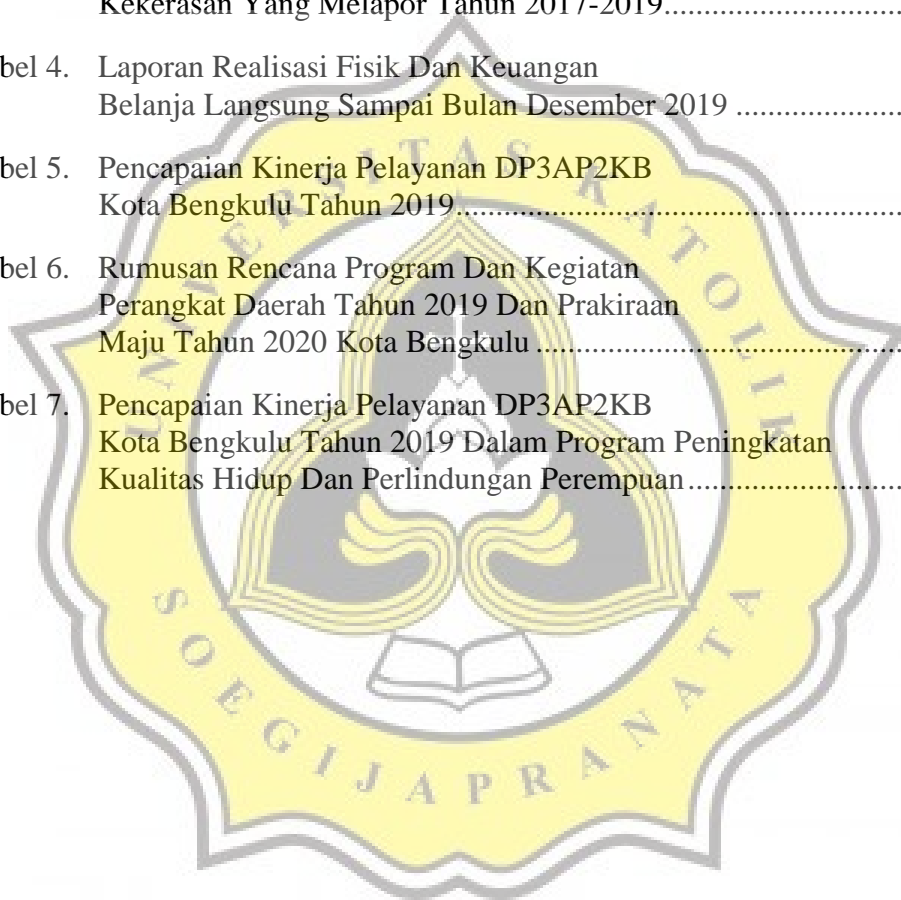 Kekerasan Yang Melapor Tahun 2017-2019..............................
bel 4. Laporan Realisasi Fisik Dan Keuangan
Belanja Langsung Sampai Bulan Desember 2019 .....................
bel 5. Pencapaian Kinerja Pelayanan DP3AP2KB
Kota Bengkulu Tahun 2019.......................................................
bel 6. Rumusan Rencana Program Dan Kegiatan
Perangkat Daerah Tahun 2019 Dan Prakiraan
Maju Tahun 2020 Kota Bengkulu .............................................
bel 7. Pencapaian Kinerja Pelayanan DP3AP2KB
Kota Bengkulu Tahun 2019 Dalam Program Peningkatan
Kualitas Hidup Dan Perlindungan Perempuan...........................
UNIVERSITAS KATOLIK
SOEGIJAPRANATA